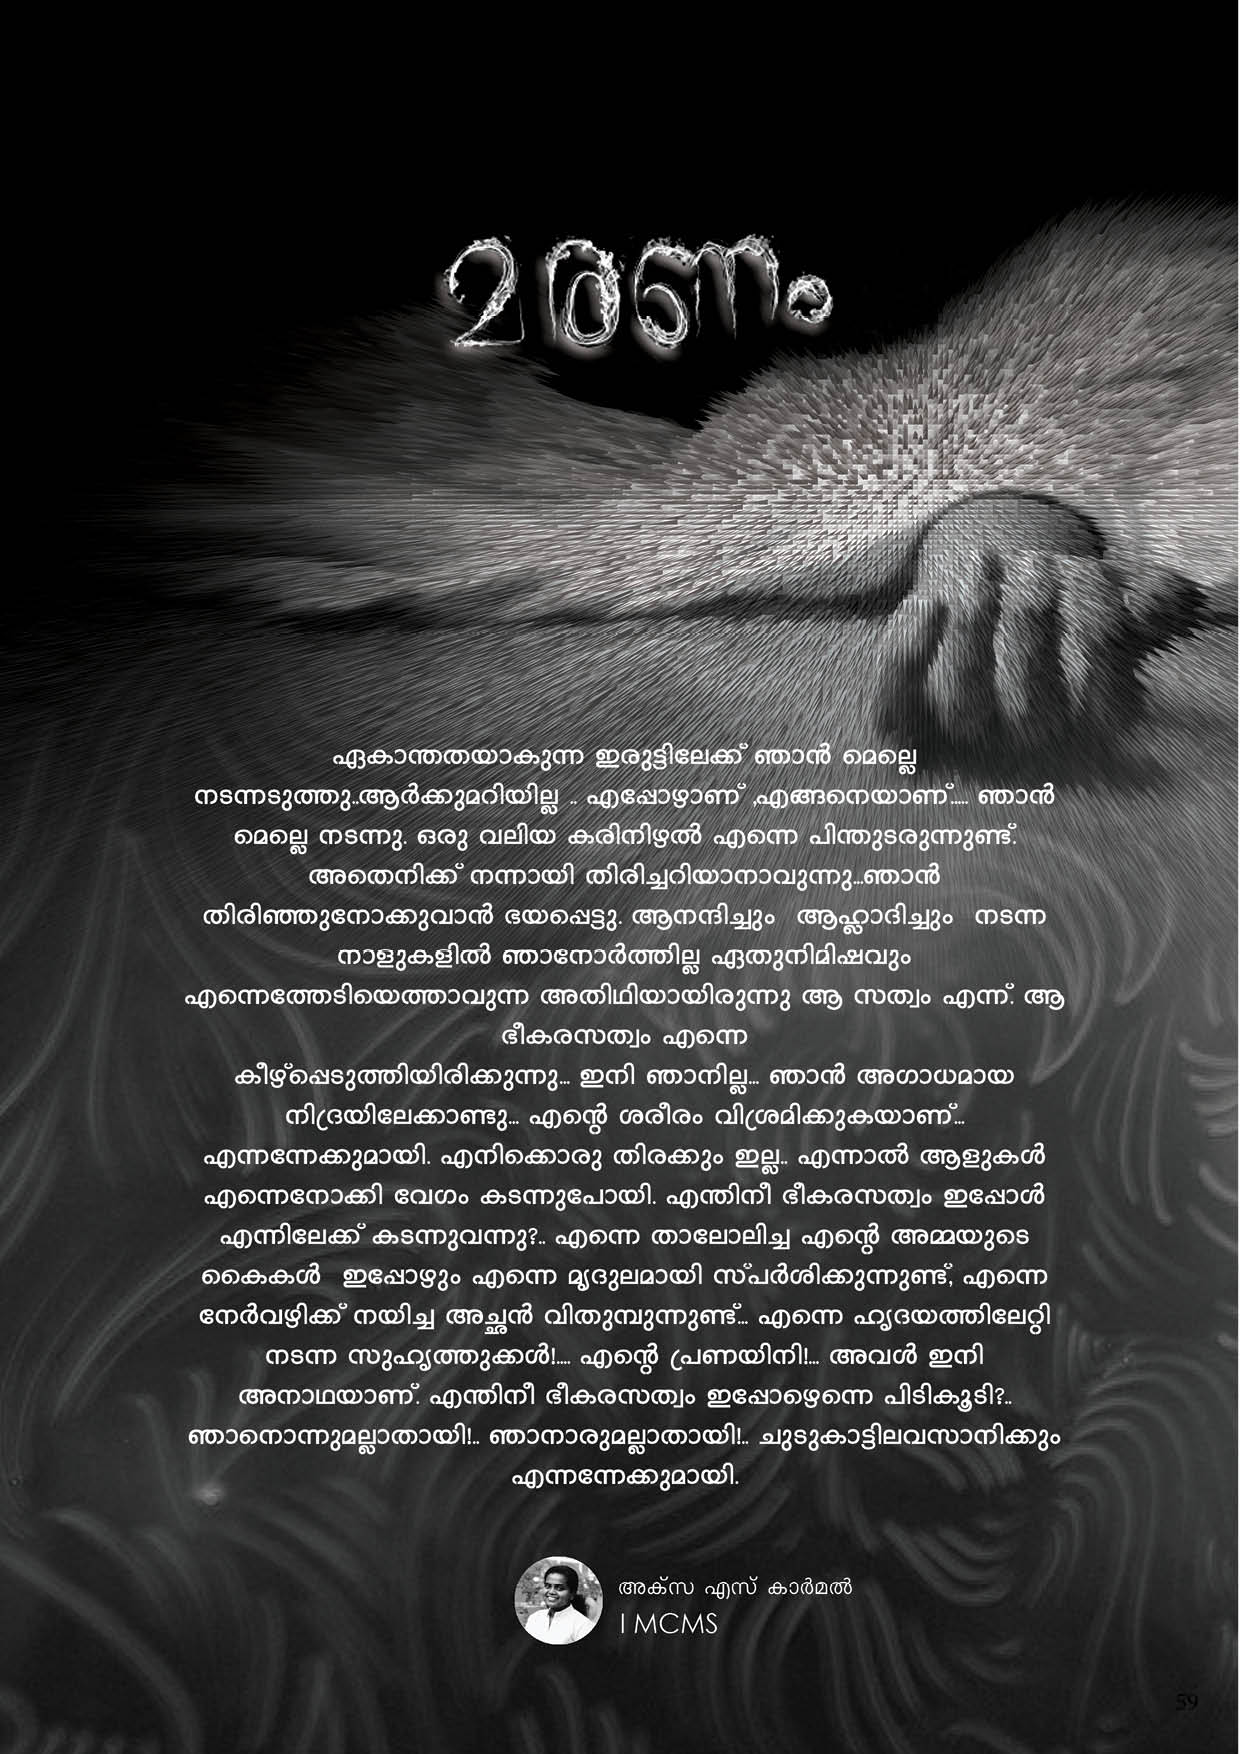 മരണം
ഏകാന്തതയാകുന്ന ഇരുട്ടിലേക്ക് ഞാൻ മെല്ലെ
നടന്നടുത്തു..ആർക്കുമറിയില്ല .. എപ്പോഴാണ് ,എങ്ങനെയാണ്..... ഞാൻ
മെല്ലെ നടന്നു. ഒരു വലിയ കരിനിഴൽ എന്നെ പിന്തുടരുന്നുണ്ട്.
അതെനിക്ക് നന്നായി തിരിച്ചറിയാനാവുന്നു...ഞാൻ
തിരിഞ്ഞുനോക്കുവാൻ ഭയപ്പെട്ടു. ആനന്ദിച്ചും ആഹ്ലാദിച്ചും നടന്ന
നാളുകളിൽ ഞാനോർത്തില്ല ഏതുനിമിഷവും
എന്നെത്തേടിയെത്താവുന്ന അതിഥിയായിരുന്നു ആ സത്വം എന്ന്. ആ
ഭീകരസത്വം എന്നെ
കീഴ്പ്പെടുത്തിയിരിക്കുന്നു... ഇനി ഞാനില്ല... ഞാൻ അഗാധമായ
നിദ്രയിലേക്കാണ്ടു... എന്റെ ശരീരം വിശ്രമിക്കുകയാണ്...
എന്നന്നേക്കുമായി. എനിക്കൊരു തിരക്കും ഇല്ല.. എന്നാൽ ആളുകൾ
എന്നെനോക്കി വേഗം കടന്നുപോയി. എന്തിനീ ഭീകരസത്വം ഇപ്പോൾ
എന്നിലേക്ക് കടന്നുവന്നു?.. എന്നെ താലോലിച്ച എന്റെ അമ്മയുടെ
കൈകൾ ഇപ്പോഴും എന്നെ മൃദുലമായി സ്പർശിക്കുന്നുണ്ട്, എന്നെ
നേർവഴിക്ക് നയിച്ച അച്ഛൻ വിതുമ്പുന്നുണ്ട്... എന്നെ ഹൃദയത്തിലേറ്റി
നടന്ന സുഹൃത്തുക്കൾ!.... എന്റെ പ്രണയിനി!... അവൾ ഇനി
അനാഥയാണ്. എന്തിനീ ഭീകരസത്വം ഇപ്പോഴെന്നെ പിടികൂടി?..
ഞാനൊന്നുമല്ലാതായി!.. ഞാനാരുമല്ലാതായി!.. ചുടുകാട്ടിലവസാനിക്കും
എന്നന്നേക്കുമായി.
അക്സ എസ് കാർമൽ
I MCMS
59